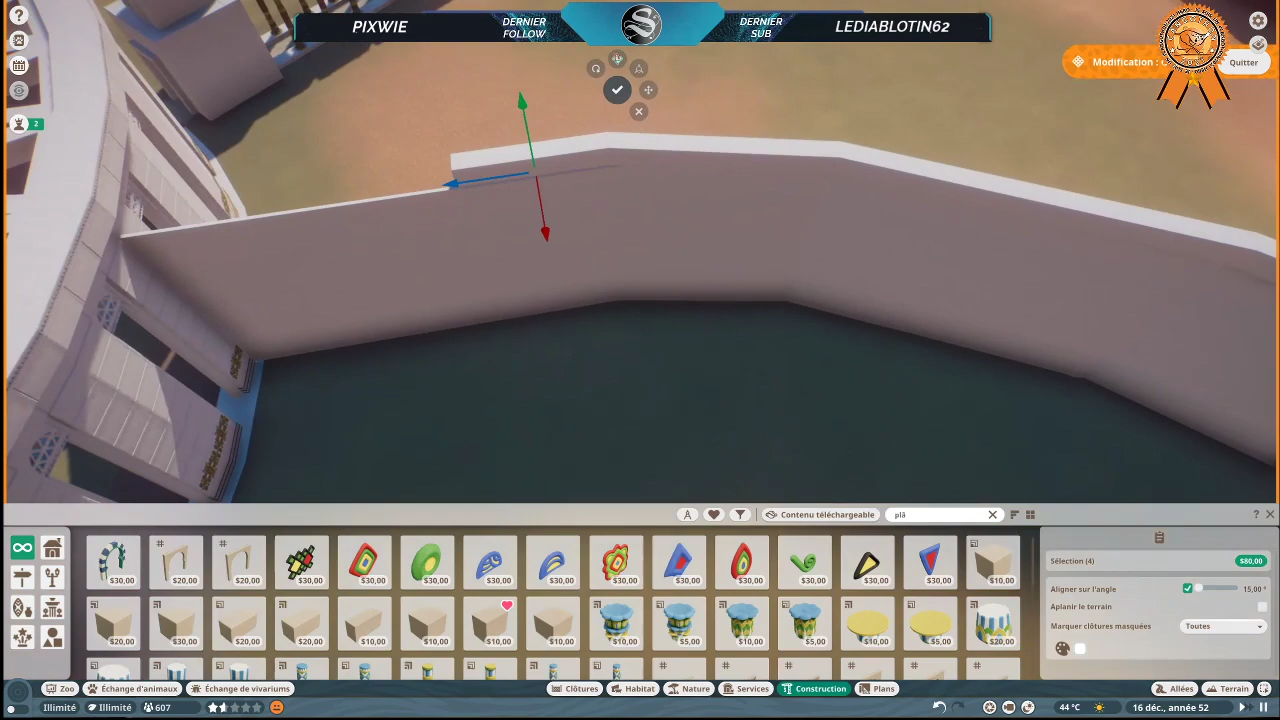 PIXWIE
DERNIER
FOLLOW
DERNIER
SUB
LEDIABLOTIN62
Modification :
Quitter
2
Contenu téléchargeable
plâ
$30,00 $20,00 $20,00 $30,00 $30,00 $30,00 $30,00 $30,00 $30,00 $30,00 $30,00 $30,00 $30,00 $30,00 $10,00
$20,00 $30,00 $20,00 $20,00 $10,00 $10,00 $10,00 $10,00 $10,00 $5,00 $10,00 $5,00 $10,00 $5,00 $20,00
Sélection (4) $80,00
Aligner sur l'angle 15,00 °
Aplanir le terrain
Marquer clôtures masquées Toutes
Zoo Échange d'animaux Échange de vivariums Clôtures Habitat Nature Services Construction Plans Allées Terrain
Illimité Illimité 607 44 °C 16 déc., année 52